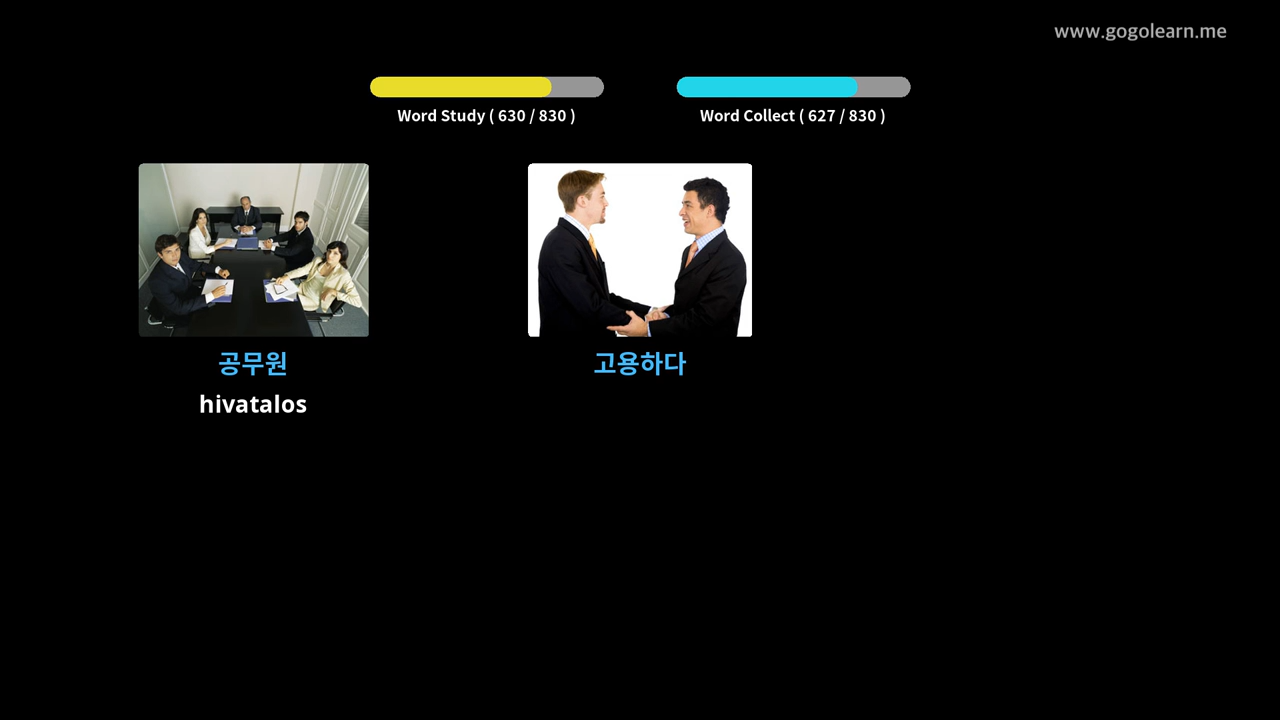 www.gogolearn.me
Word Study ( 630 / 830 )
Word Collect ( 627 / 830 )
공무원
hivatalos
고용하다